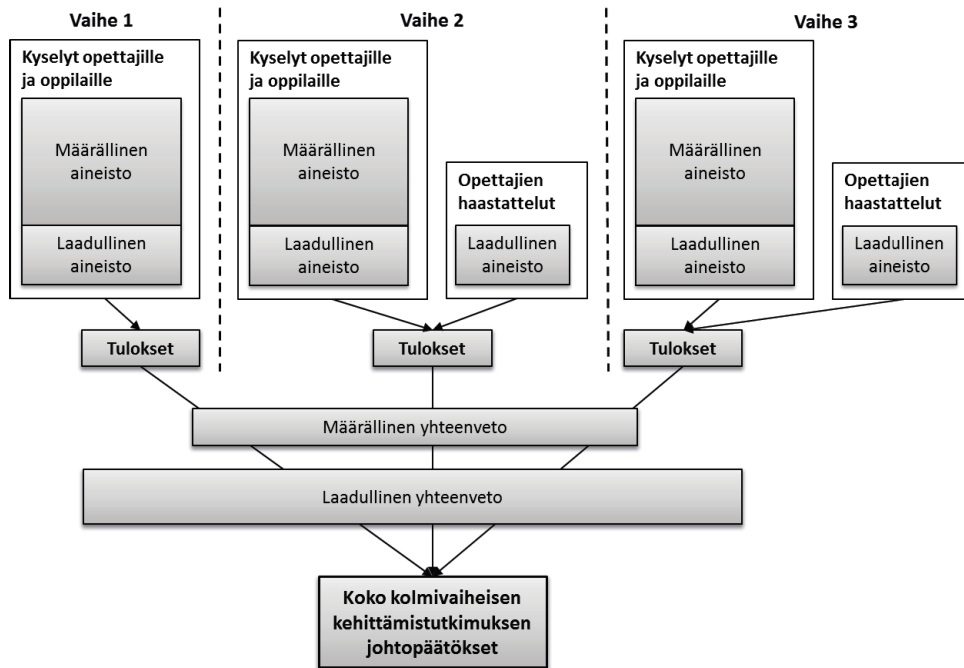 Vaihe 1
Kyselyt opettajille
ja oppilaille
Määrällinen
aineisto
Laadullinen
aineisto
Tulokset
Vaihe 2
Kyselyt opettajille
ja oppilaille
Määrällinen
aineisto
Laadullinen
aineisto
Opettajien
haastattelut
Laadullinen
aineisto
Tulokset
Vaihe 3
Kyselyt opettajille
ja oppilaille
Määrällinen
aineisto
Laadullinen
aineisto
Opettajien
haastattelut
Laadullinen
aineisto
Tulokset
Määrällinen yhteenveto
Laadullinen yhteenveto
Koko kolmivaiheisen
kehittämistutkimuksen
johtopäätökset